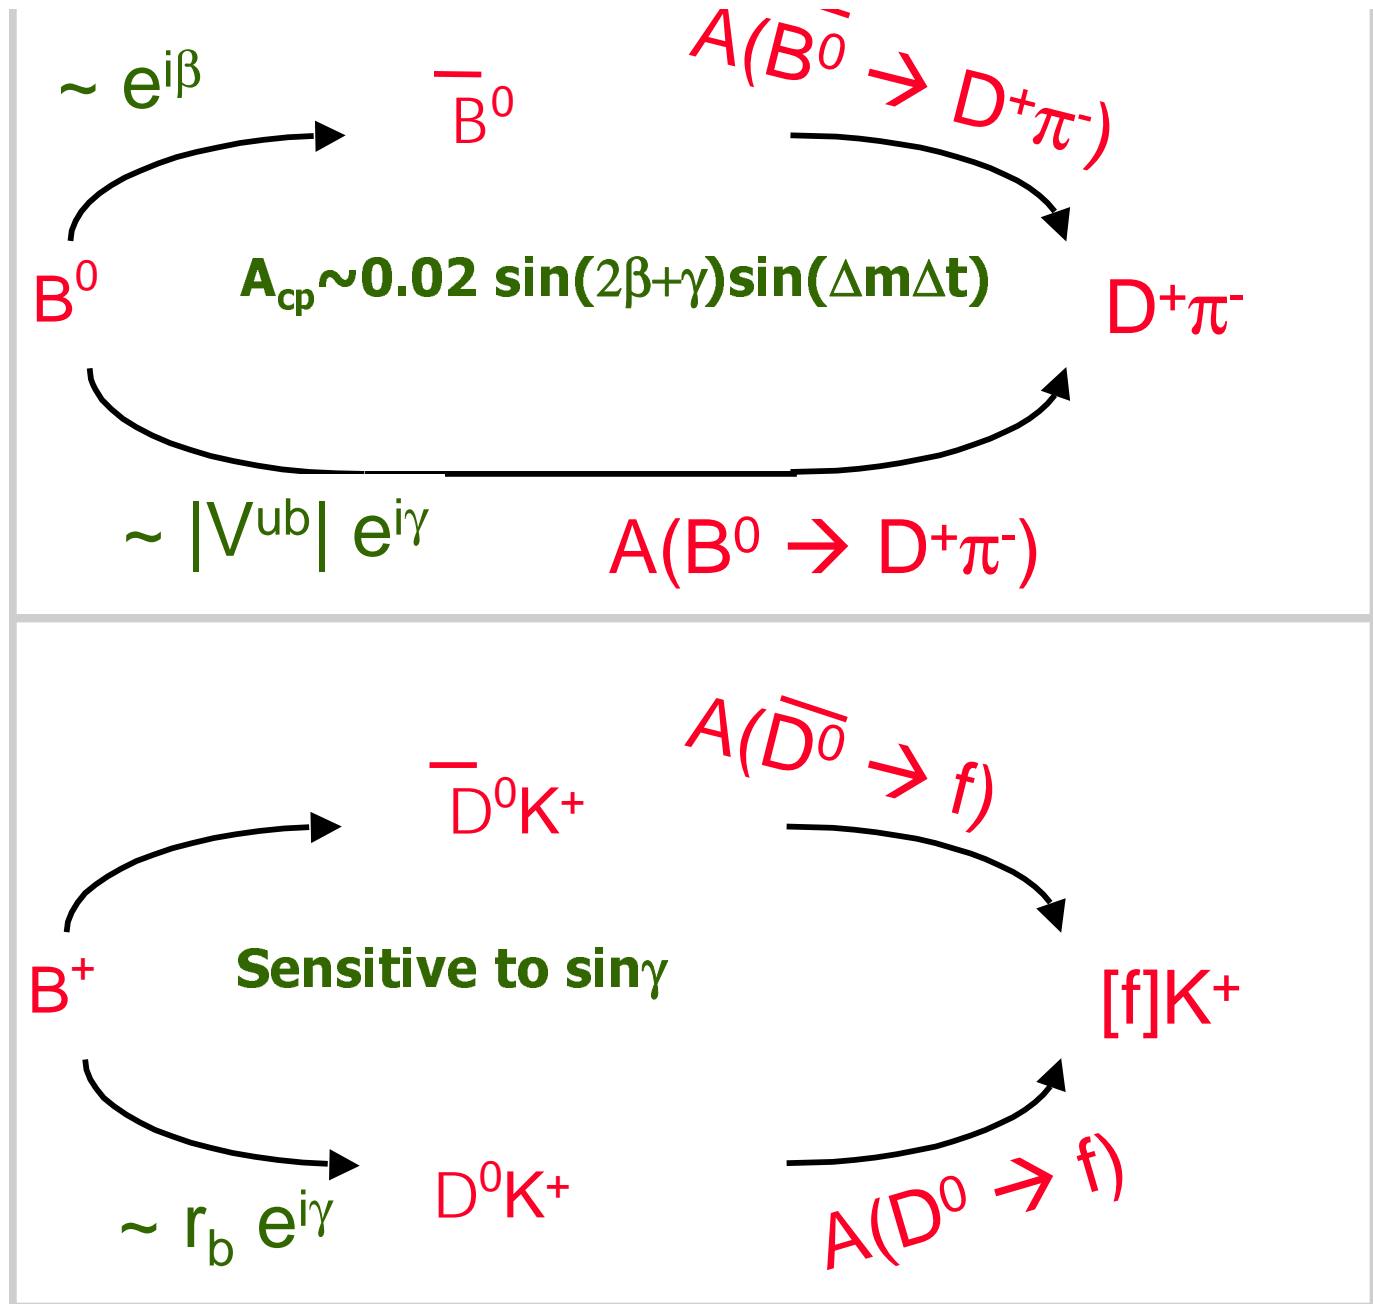 ~ e^iβ
B̅^0
A(B̅^0 → D^+π^-)
B^0
A_cp~0.02 sin(2β+γ)sin(ΔmΔt)
D^+π^-
~ |V^ub| e^iγ
A(B^0 → D^+π^-)
A(D̅^0 → f)
D̅^0K^+
B^+
Sensitive to sinγ
[f]K^+
D^0K^+
~ r_b e^iγ
A(D^0 → f)